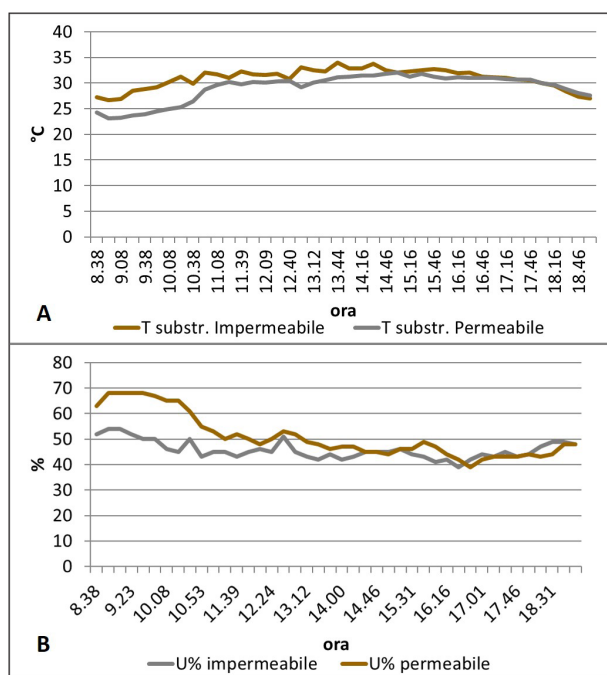 40
35
30
25
20
15
10
5
0
°C
8.38 9.08 9.38 10.08 10.38 11.08 11.39 12.09 12.40 13.12 13.44 14.16 14.46 15.16 15.46 16.16 16.46 17.16 17.46 18.16 18.46
A
ora
T substr. Impermeabile T substr. Permeabile
80
70
60
50
40
30
20
10
0
%
8.38 9.23 10.08 10.53 11.39 12.24 13.12 14.00 14.46 15.31 16.16 17.01 17.46 18.31
B
ora
U% impermeabile U% permeabile